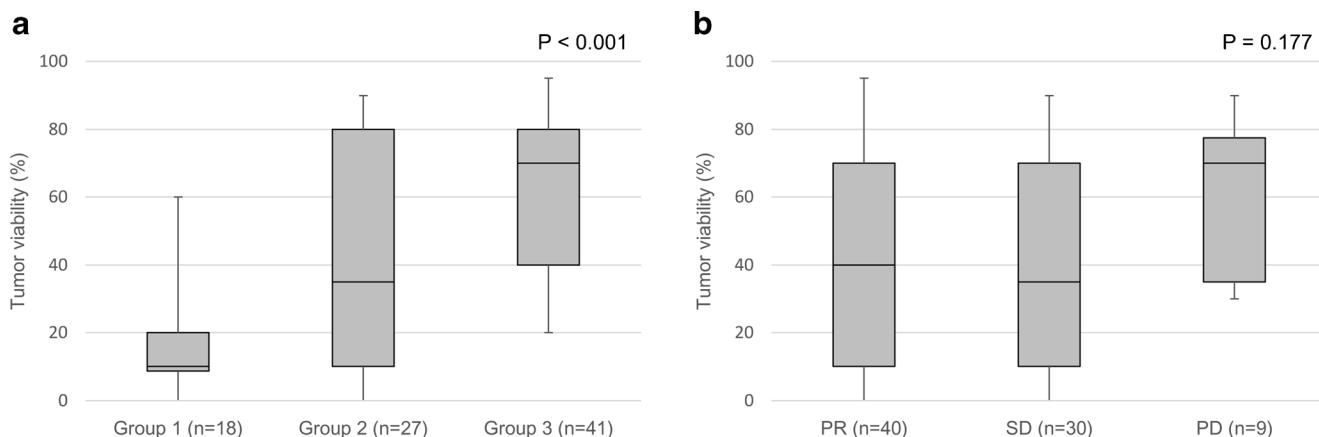 a
P < 0.001
Tumor viability (%)
100
80
60
40
20
0
Group 1 (n=18)
Group 2 (n=27)
Group 3 (n=41)
b
P = 0.177
Tumor viability (%)
100
80
60
40
20
0
PR (n=40)
SD (n=30)
PD (n=9)